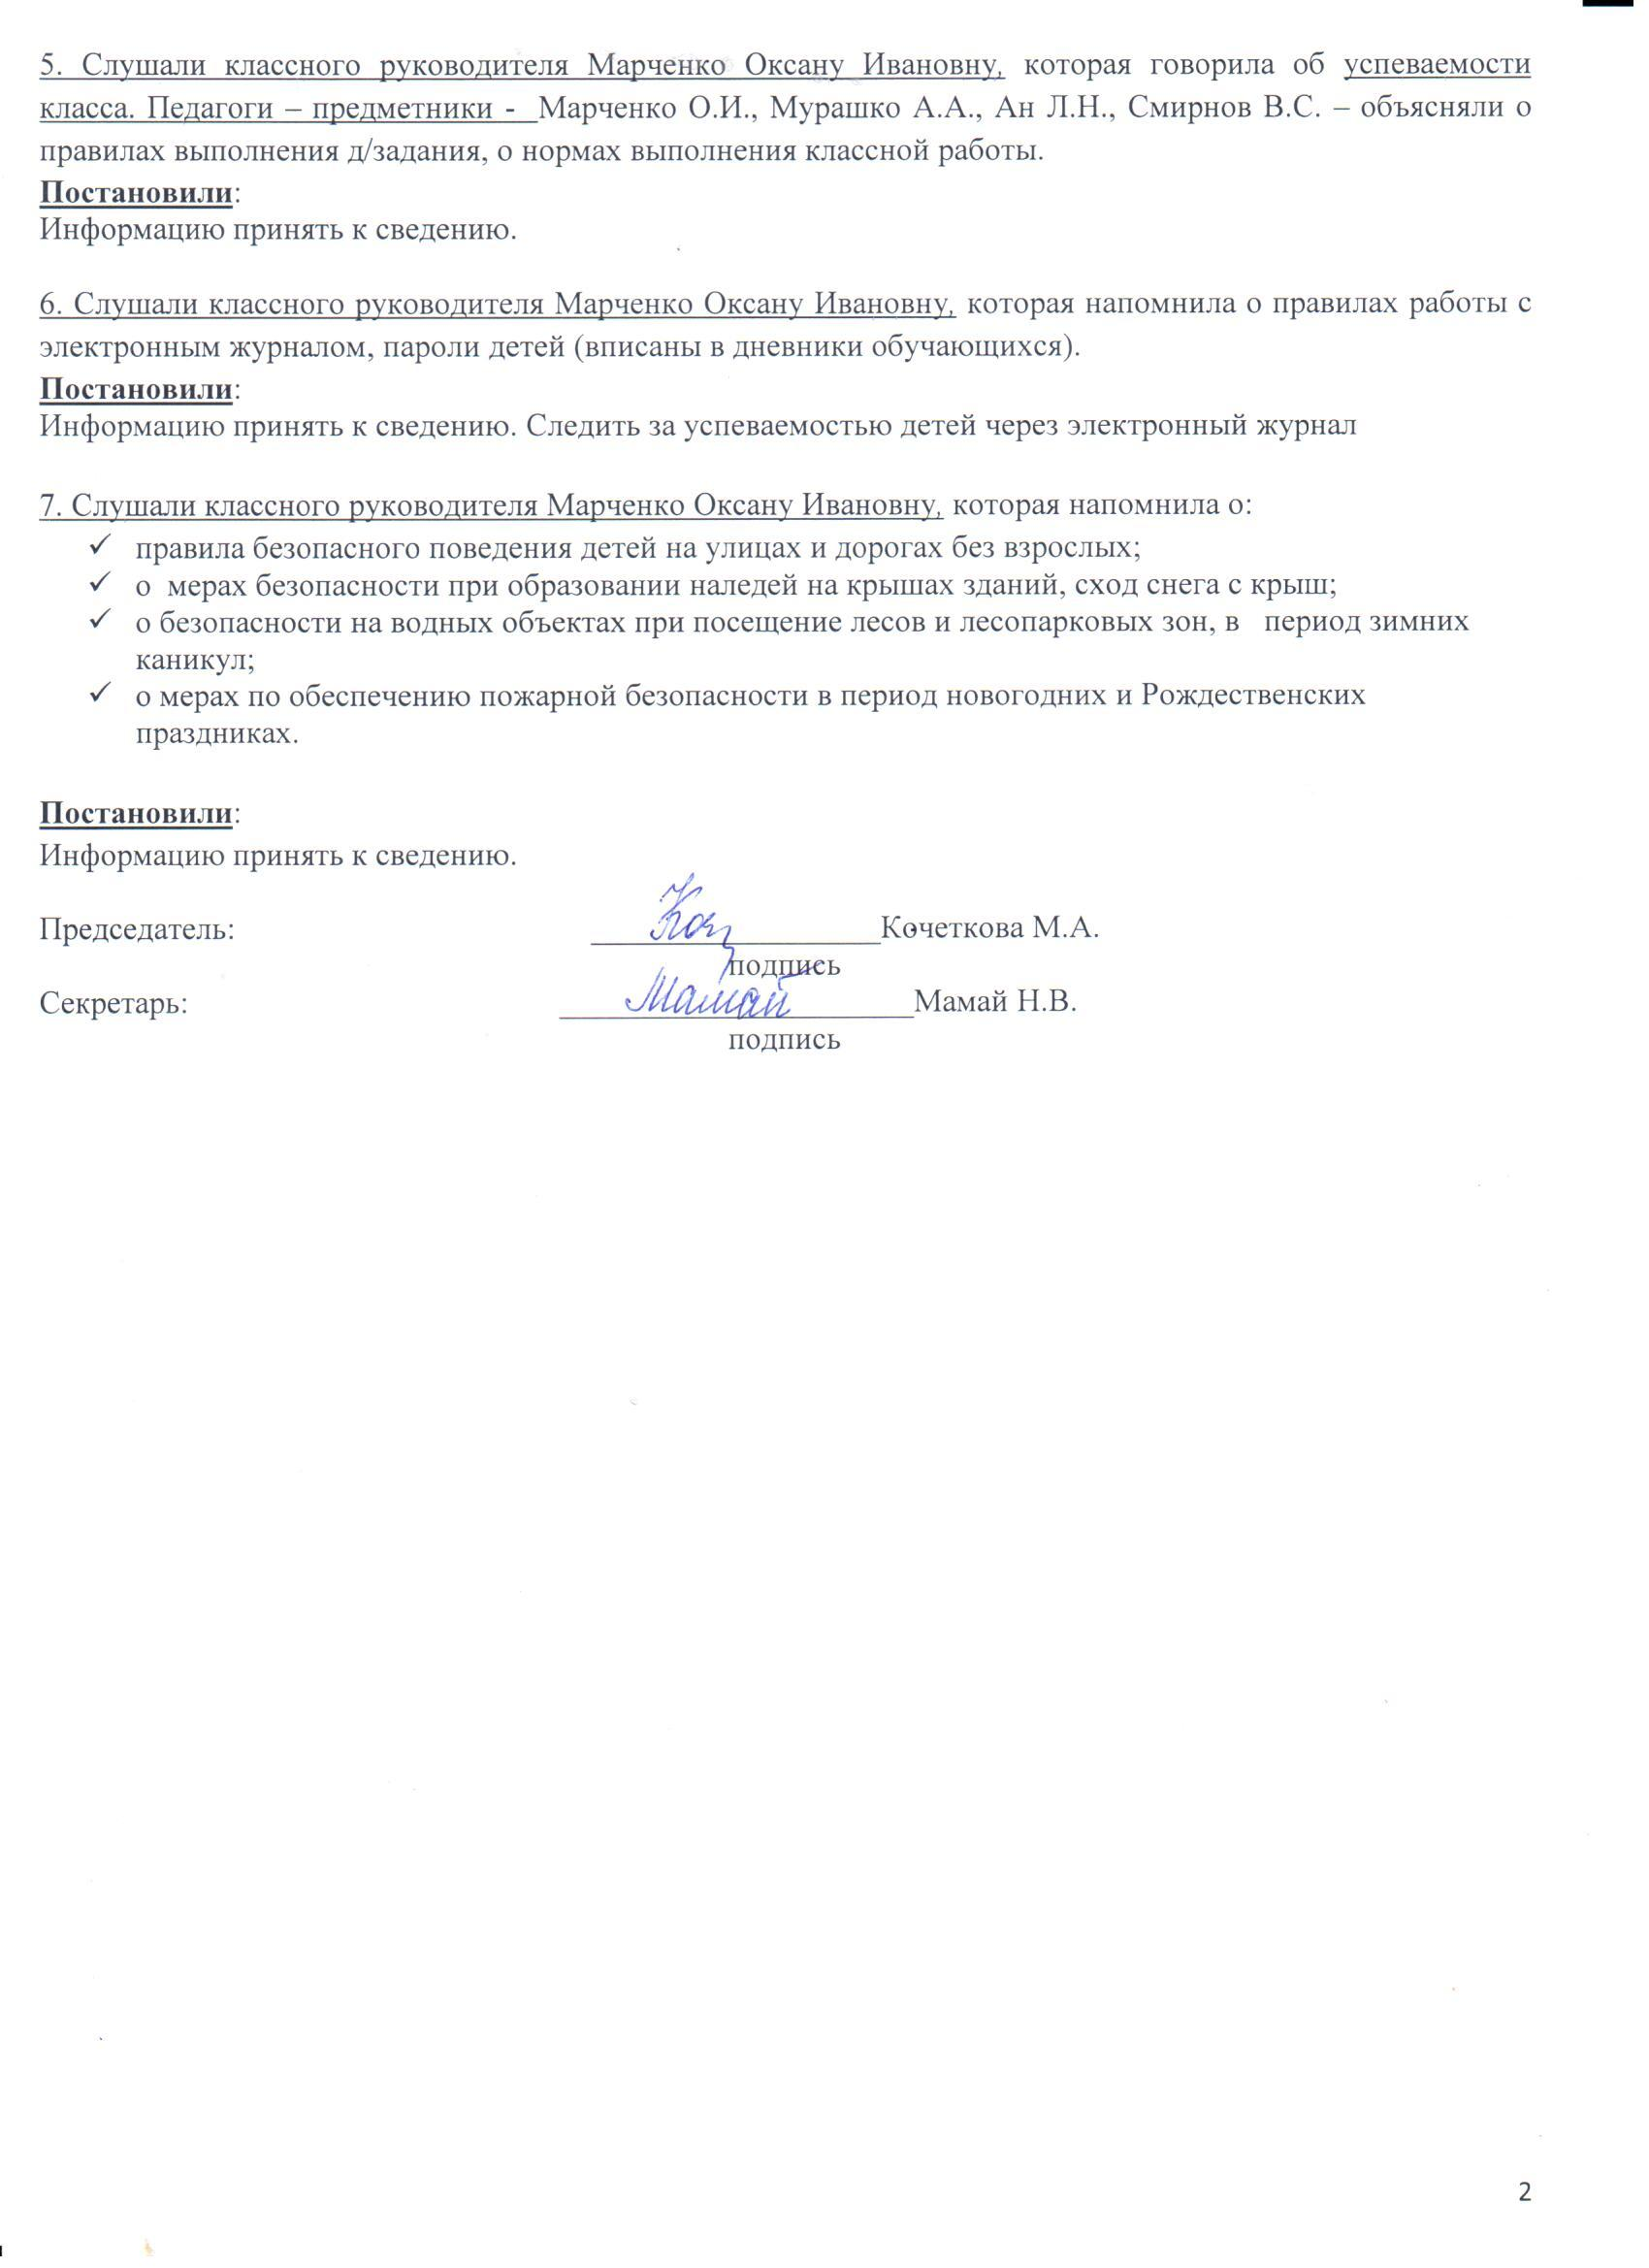 5. Слушали классного руководителя Марченко Оксану Ивановну, которая говорила об успеваемости
класса. Педагоги – предметники - Марченко О.И., Мурашко А.А., Ан Л.Н., Смирнов В.С. – объясняли о
правилах выполнения д/задания, о нормах выполнения классной работы.
Постановили:
Информацию принять к сведению.
6. Слушали классного руководителя Марченко Оксану Ивановну, которая напомнила о правилах работы с
электронным журналом, пароли детей (вписаны в дневники обучающихся).
Постановили:
Информацию принять к сведению. Следить за успеваемостью детей через электронный журнал
7. Слушали классного руководителя Марченко Оксану Ивановну, которая напомнила о:
✓ правила безопасного поведения детей на улицах и дорогах без взрослых;
✓ о мерах безопасности при образовании наледей на крышах зданий, сход снега с крыш;
✓ о безопасности на водных объектах при посещение лесов и лесопарковых зон, в период зимних
каникул;
✓ о мерах по обеспечению пожарной безопасности в период новогодних и Рождественских
праздниках.
Постановили:
Информацию принять к сведению.
Председатель: Кочеткова М.А.
подпись
Секретарь: Мамай Мамай Н.В.
подпись
2